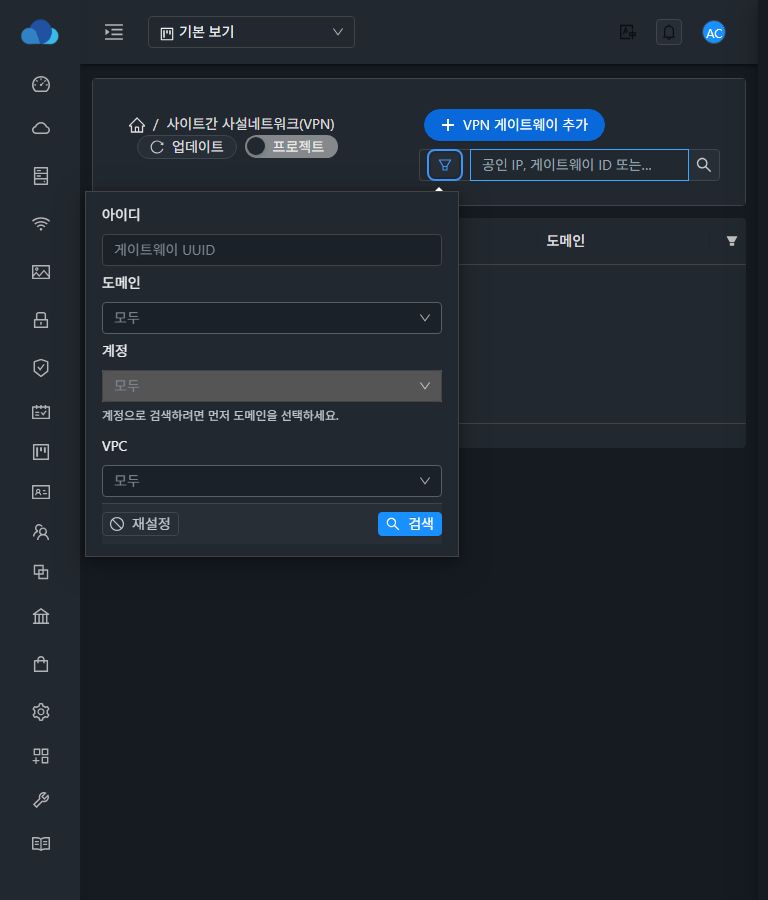 기본 보기
AC
/ 사이트간 사설네트워크(VPN)
업데이트
프로젝트
VPN 게이트웨이 추가
공인 IP, 게이트웨이 ID 또는...
도메인
아이디
게이트웨이 UUID
도메인
모두
계정
모두
계정으로 검색하려면 먼저 도메인을 선택하세요.
VPC
모두
재설정
검색